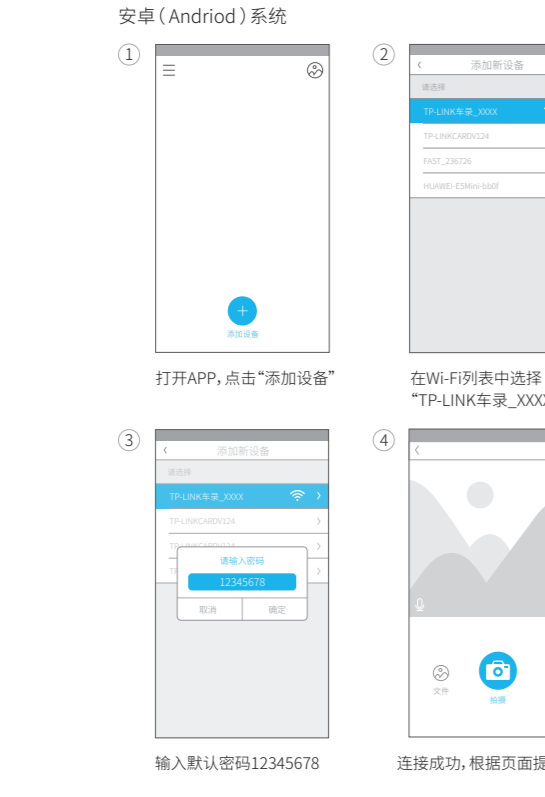 安卓（Andriod）系统
①
添加设备
打开APP，点击“添加设备”
②
添加新设备
请选择
TP-LINK车录_XXXX
TP-LINKCARDV124
FAST_236726
HUAWEI-E5Mini-bb0f
在Wi-Fi列表中选择
“TP-LINK车录_XXXX
③
添加新设备
请选择
TP-LINK车录_XXXX
TP-LINKCARDV124
请输入密码
12345678
取消
确定
输入默认密码12345678
④
文件
拍摄
连接成功，根据页面提